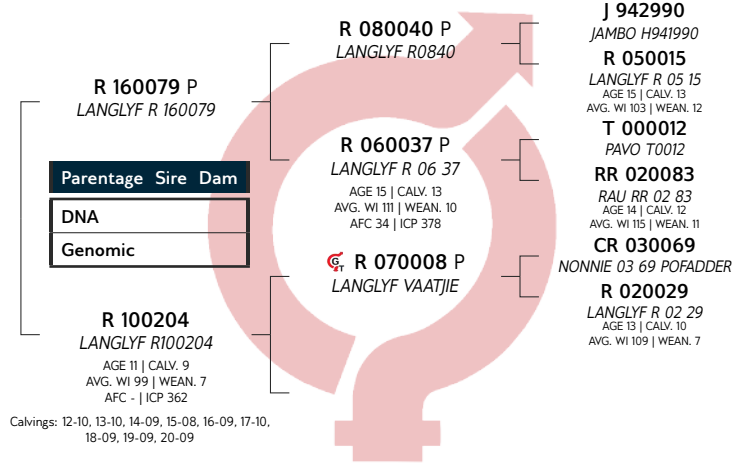 R 160079 P
LANGLYF R 160079
Parentage Sire Dam
DNA
Genomic
R 100204
LANGLYF R100204
AGE 11 | CALV. 9
AVG. WI 99 | WEAN. 7
AFC - | ICP 362
Calvings: 12-10, 13-10, 14-09, 15-08, 16-09, 17-10,
18-09, 19-09, 20-09
R 080040 P
LANGLYF R0840
R 060037 P
LANGLYF R 06 37
AGE 15 | CALV. 13
AVG. WI 111 | WEAN. 10
AFC 34 | ICP 378
GT R 070008 P
LANGLYF VAATJIE
J 942990
JAMBO H941990
R 050015
LANGLYF R 05 15
AGE 15 | CALV. 13
AVG. WI 103 | WEAN. 12
T 000012
PAVO T0012
RR 020083
RAU RR 02 83
AGE 14 | CALV. 12
AVG. WI 115 | WEAN. 11
CR 030069
NONNIE 03 69 POFADDER
R 020029
LANGLYF R 02 29
AGE 13 | CALV. 10
AVG. WI 109 | WEAN. 7